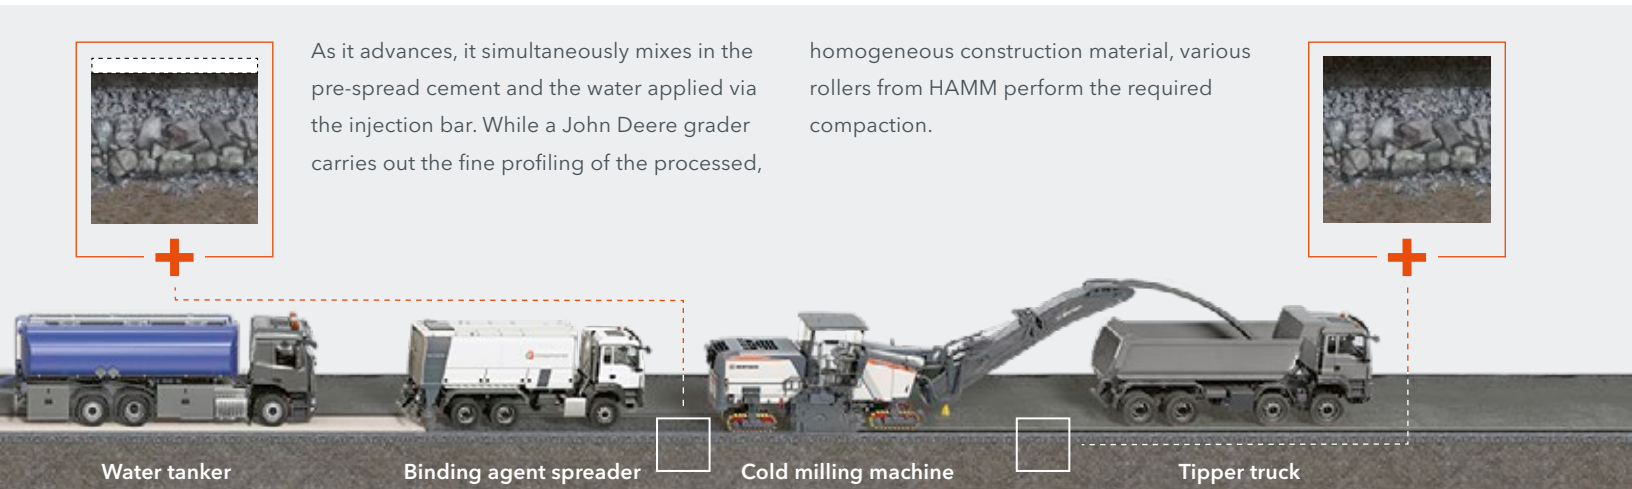 As it advances, it simultaneously mixes in the
pre-spread cement and the water applied via
the injection bar. While a John Deere grader
carries out the fine profiling of the processed,
homogeneous construction material, various
rollers from HAMM perform the required
compaction.
Water tanker
Binding agent spreader
Cold milling machine
Tipper truck